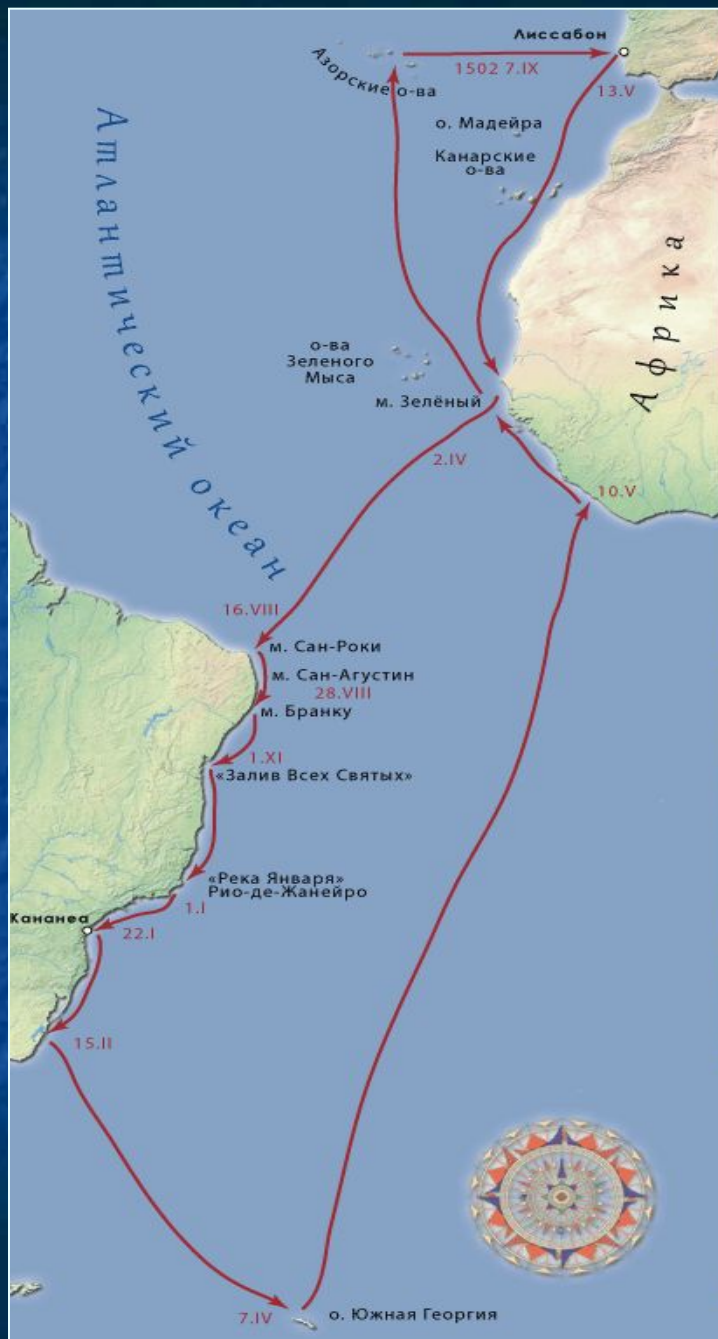 Лиссабон
Азорские о-ва
1502 7.IX
13.V
о. Мадейра
Канарские
о-ва
Атлантический океан
Африка
о-ва
Зеленого
Мыса
м. Зелёный
2.IV
10.V
16.VIII
м. Сан-Роки
м. Сан-Агустин
28.VIII
м. Бранку
1.XI
«Залив Всех Святых»
«Река Января»
Рио-де-Жанейро
1.I
Кананеа
22.I
15.II
7.IV
о. Южная Георгия